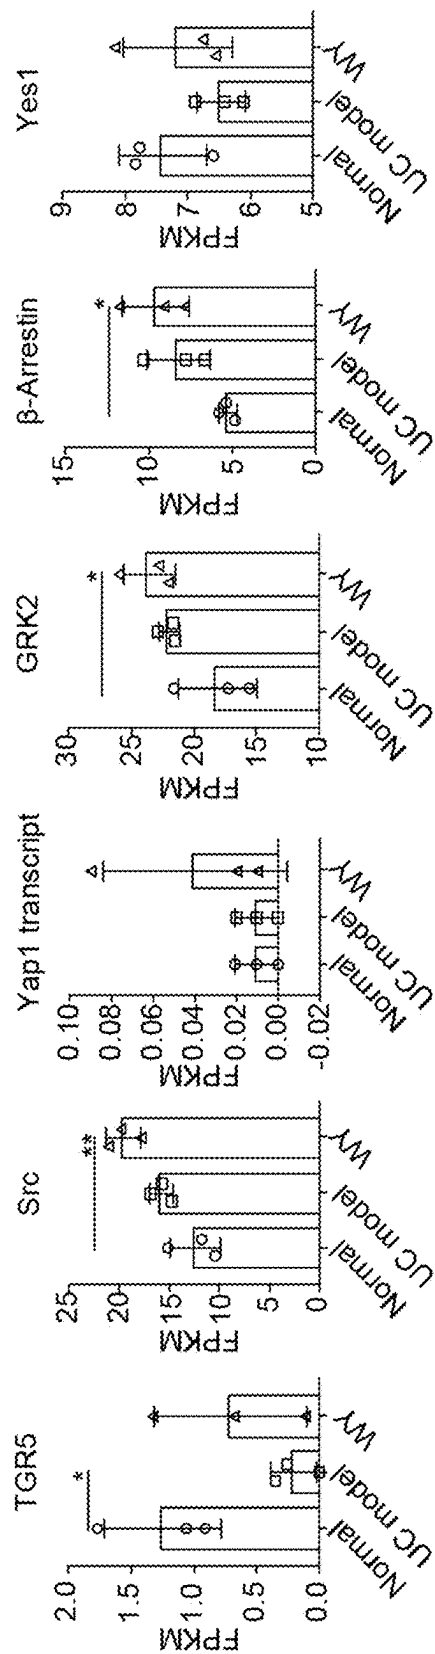 TGR5
FPKM
2.0
1.5
1.0
0.5
0.0
*
Normal
UC model
WY
Src
FPKM
25
20
15
10
5
0
**
Normal
UC model
WY
Yap1 transcript
FPKM
0.10
0.08
0.06
0.04
0.02
0.00
-0.02
Normal
UC model
WY
GRK2
FPKM
30
25
20
15
10
*
Normal
UC model
WY
β-Arrestin
FPKM
15
10
5
0
*
Normal
UC model
WY
Yes1
FPKM
9
8
7
6
5
Normal
UC model
WY